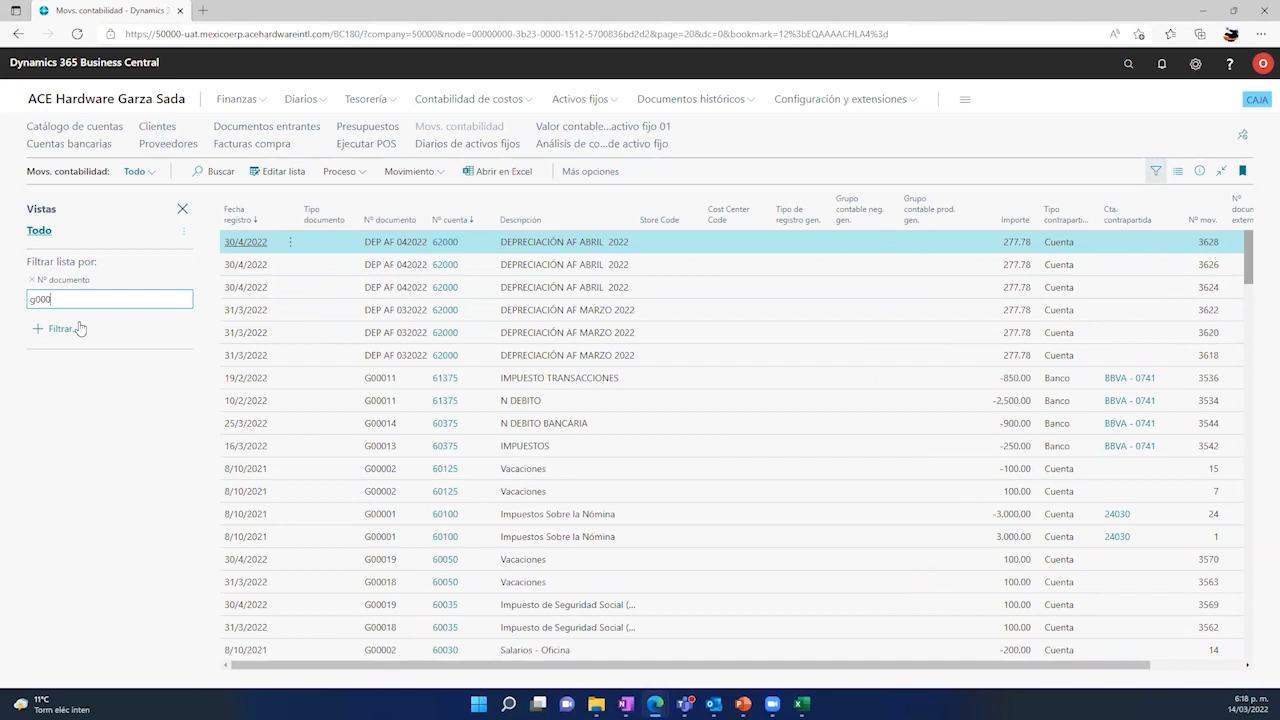 Movs. contabilidad - Dynamics 3
https://50000-uat.mexicoerp.acehardwareintl.com/BC180/?company=50000&node=00000000-3b23-0000-1512-5700836bd2d2&page=20&dc=0&bookmark=12%3bEQAAAACHLA4%3d
Dynamics 365 Business Central
ACE Hardware Garza Sada Finanzas Diarios Tesorería Contabilidad de costos Activos fijos Documentos históricos Configuración y extensiones CAJA
Catálogo de cuentas Clientes Documentos entrantes Presupuestos Movs. contabilidad Valor contable...activo fijo 01
Cuentas bancarias Proveedores Facturas compra Ejecutar POS Diarios de activos fijos Análisis de co...de activo fijo
Movs. contabilidad: Todo Buscar Editar lista Proceso Movimiento Abrir en Excel Más opciones
Vistas
Todo
Filtrar lista por:
Nº documento
g000
Filtrar...
Fecha registro Tipo documento Nº documento Nº cuenta Descripción Store Code Cost Center Code Tipo de registro gen. Grupo contable neg. gen. Grupo contable prod. gen. Importe Tipo contraparti... Cta. contrapartida Nº mov. Nº docum extern
30/4/2022 DEP AF 042022 62000 DEPRECIACIÓN AF ABRIL 2022 277.78 Cuenta 3628
30/4/2022 DEP AF 042022 62000 DEPRECIACIÓN AF ABRIL 2022 277.78 Cuenta 3626
30/4/2022 DEP AF 042022 62000 DEPRECIACIÓN AF ABRIL 2022 277.78 Cuenta 3624
31/3/2022 DEP AF 032022 62000 DEPRECIACIÓN AF MARZO 2022 277.78 Cuenta 3622
31/3/2022 DEP AF 032022 62000 DEPRECIACIÓN AF MARZO 2022 277.78 Cuenta 3620
31/3/2022 DEP AF 032022 62000 DEPRECIACIÓN AF MARZO 2022 277.78 Cuenta 3618
19/2/2022 G00011 61375 IMPUESTO TRANSACCIONES -850.00 Banco BBVA - 0741 3536
10/2/2022 G00011 61375 N DEBITO -2,500.00 Banco BBVA - 0741 3534
25/3/2022 G00014 60375 N DEBITO BANCARIA -900.00 Banco BBVA - 0741 3544
16/3/2022 G00013 60375 IMPUESTOS -250.00 Banco BBVA - 0741 3542
8/10/2021 G00002 60125 Vacaciones -100.00 Cuenta 15
8/10/2021 G00002 60125 Vacaciones 100.00 Cuenta 7
8/10/2021 G00001 60100 Impuestos Sobre la Nómina -3,000.00 Cuenta 24030 24
8/10/2021 G00001 60100 Impuestos Sobre la Nómina 3,000.00 Cuenta 24030 1
30/4/2022 G00019 60050 Vacaciones 100.00 Cuenta 3570
31/3/2022 G00018 60050 Vacaciones 100.00 Cuenta 3563
30/4/2022 G00019 60035 Impuesto de Seguridad Social (... 100.00 Cuenta 3569
31/3/2022 G00018 60035 Impuesto de Seguridad Social (... 100.00 Cuenta 3562
8/10/2021 G00002 60030 Salarios - Oficina -200.00 Cuenta 14
11°C
Torm eléc inten
6:18 p. m.
14/03/2022